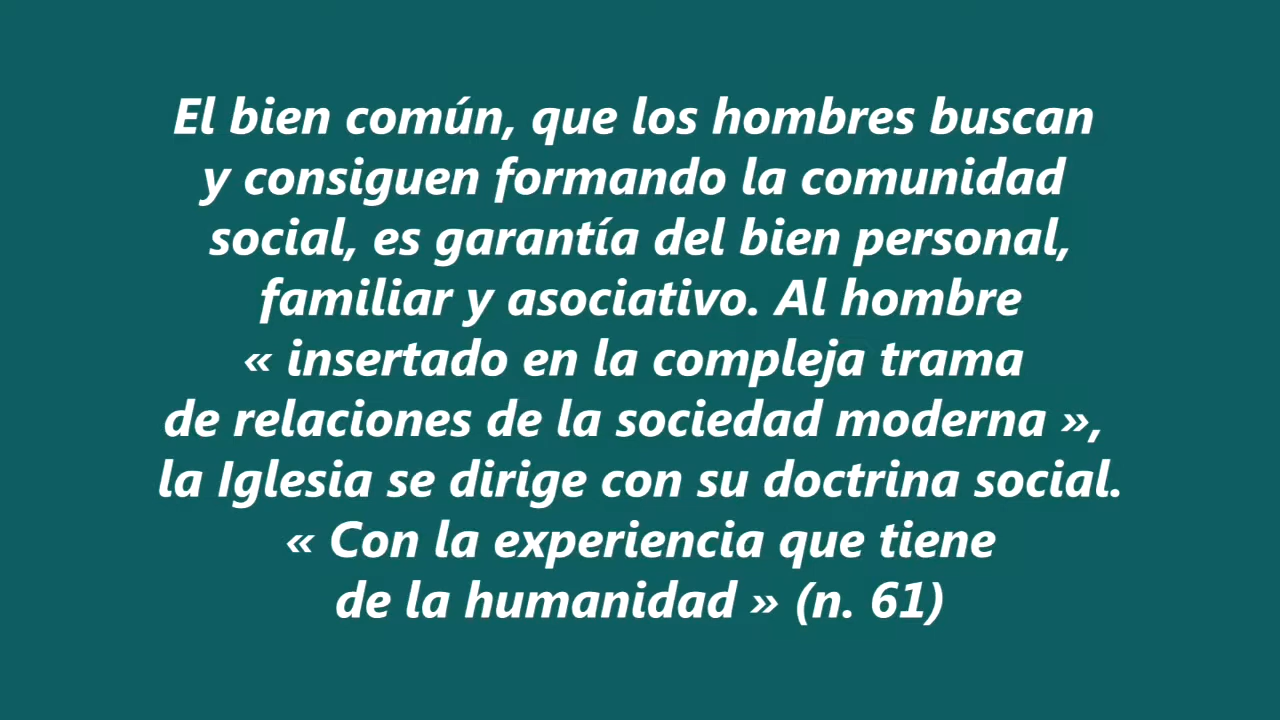 El bien común, que los hombres buscan
y consiguen formando la comunidad
social, es garantía del bien personal,
familiar y asociativo. Al hombre
« insertado en la compleja trama
de relaciones de la sociedad moderna »,
la Iglesia se dirige con su doctrina social.
« Con la experiencia que tiene
de la humanidad » (n. 61)